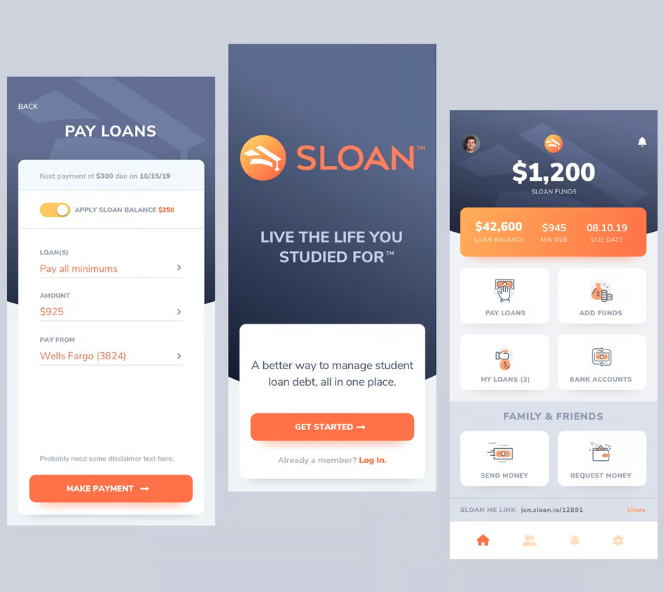 BACK
PAY LOANS
Next payment of $300 due on 10/15/19
APPLY SLOAN BALANCE $250
LOAN(S)
Pay all minimums
AMOUNT
$925
PAY FROM
Wells Fargo (3824)
Probably need some disclaimer text here.
MAKE PAYMENT →
SLOAN™
LIVE THE LIFE YOU
STUDIED FOR™
A better way to manage student
loan debt, all in one place.
GET STARTED →
Already a member? Log In.
$1,200
SLOAN FUNDS
$42,600 $945 08.10.19
LOAN BALANCE MIN DUE DUE DATE
PAY LOANS ADD FUNDS
MY LOANS (3) BANK ACCOUNTS
FAMILY & FRIENDS
SEND MONEY REQUEST MONEY
SLOAN ME LINK jen.sloan.io/12891 share